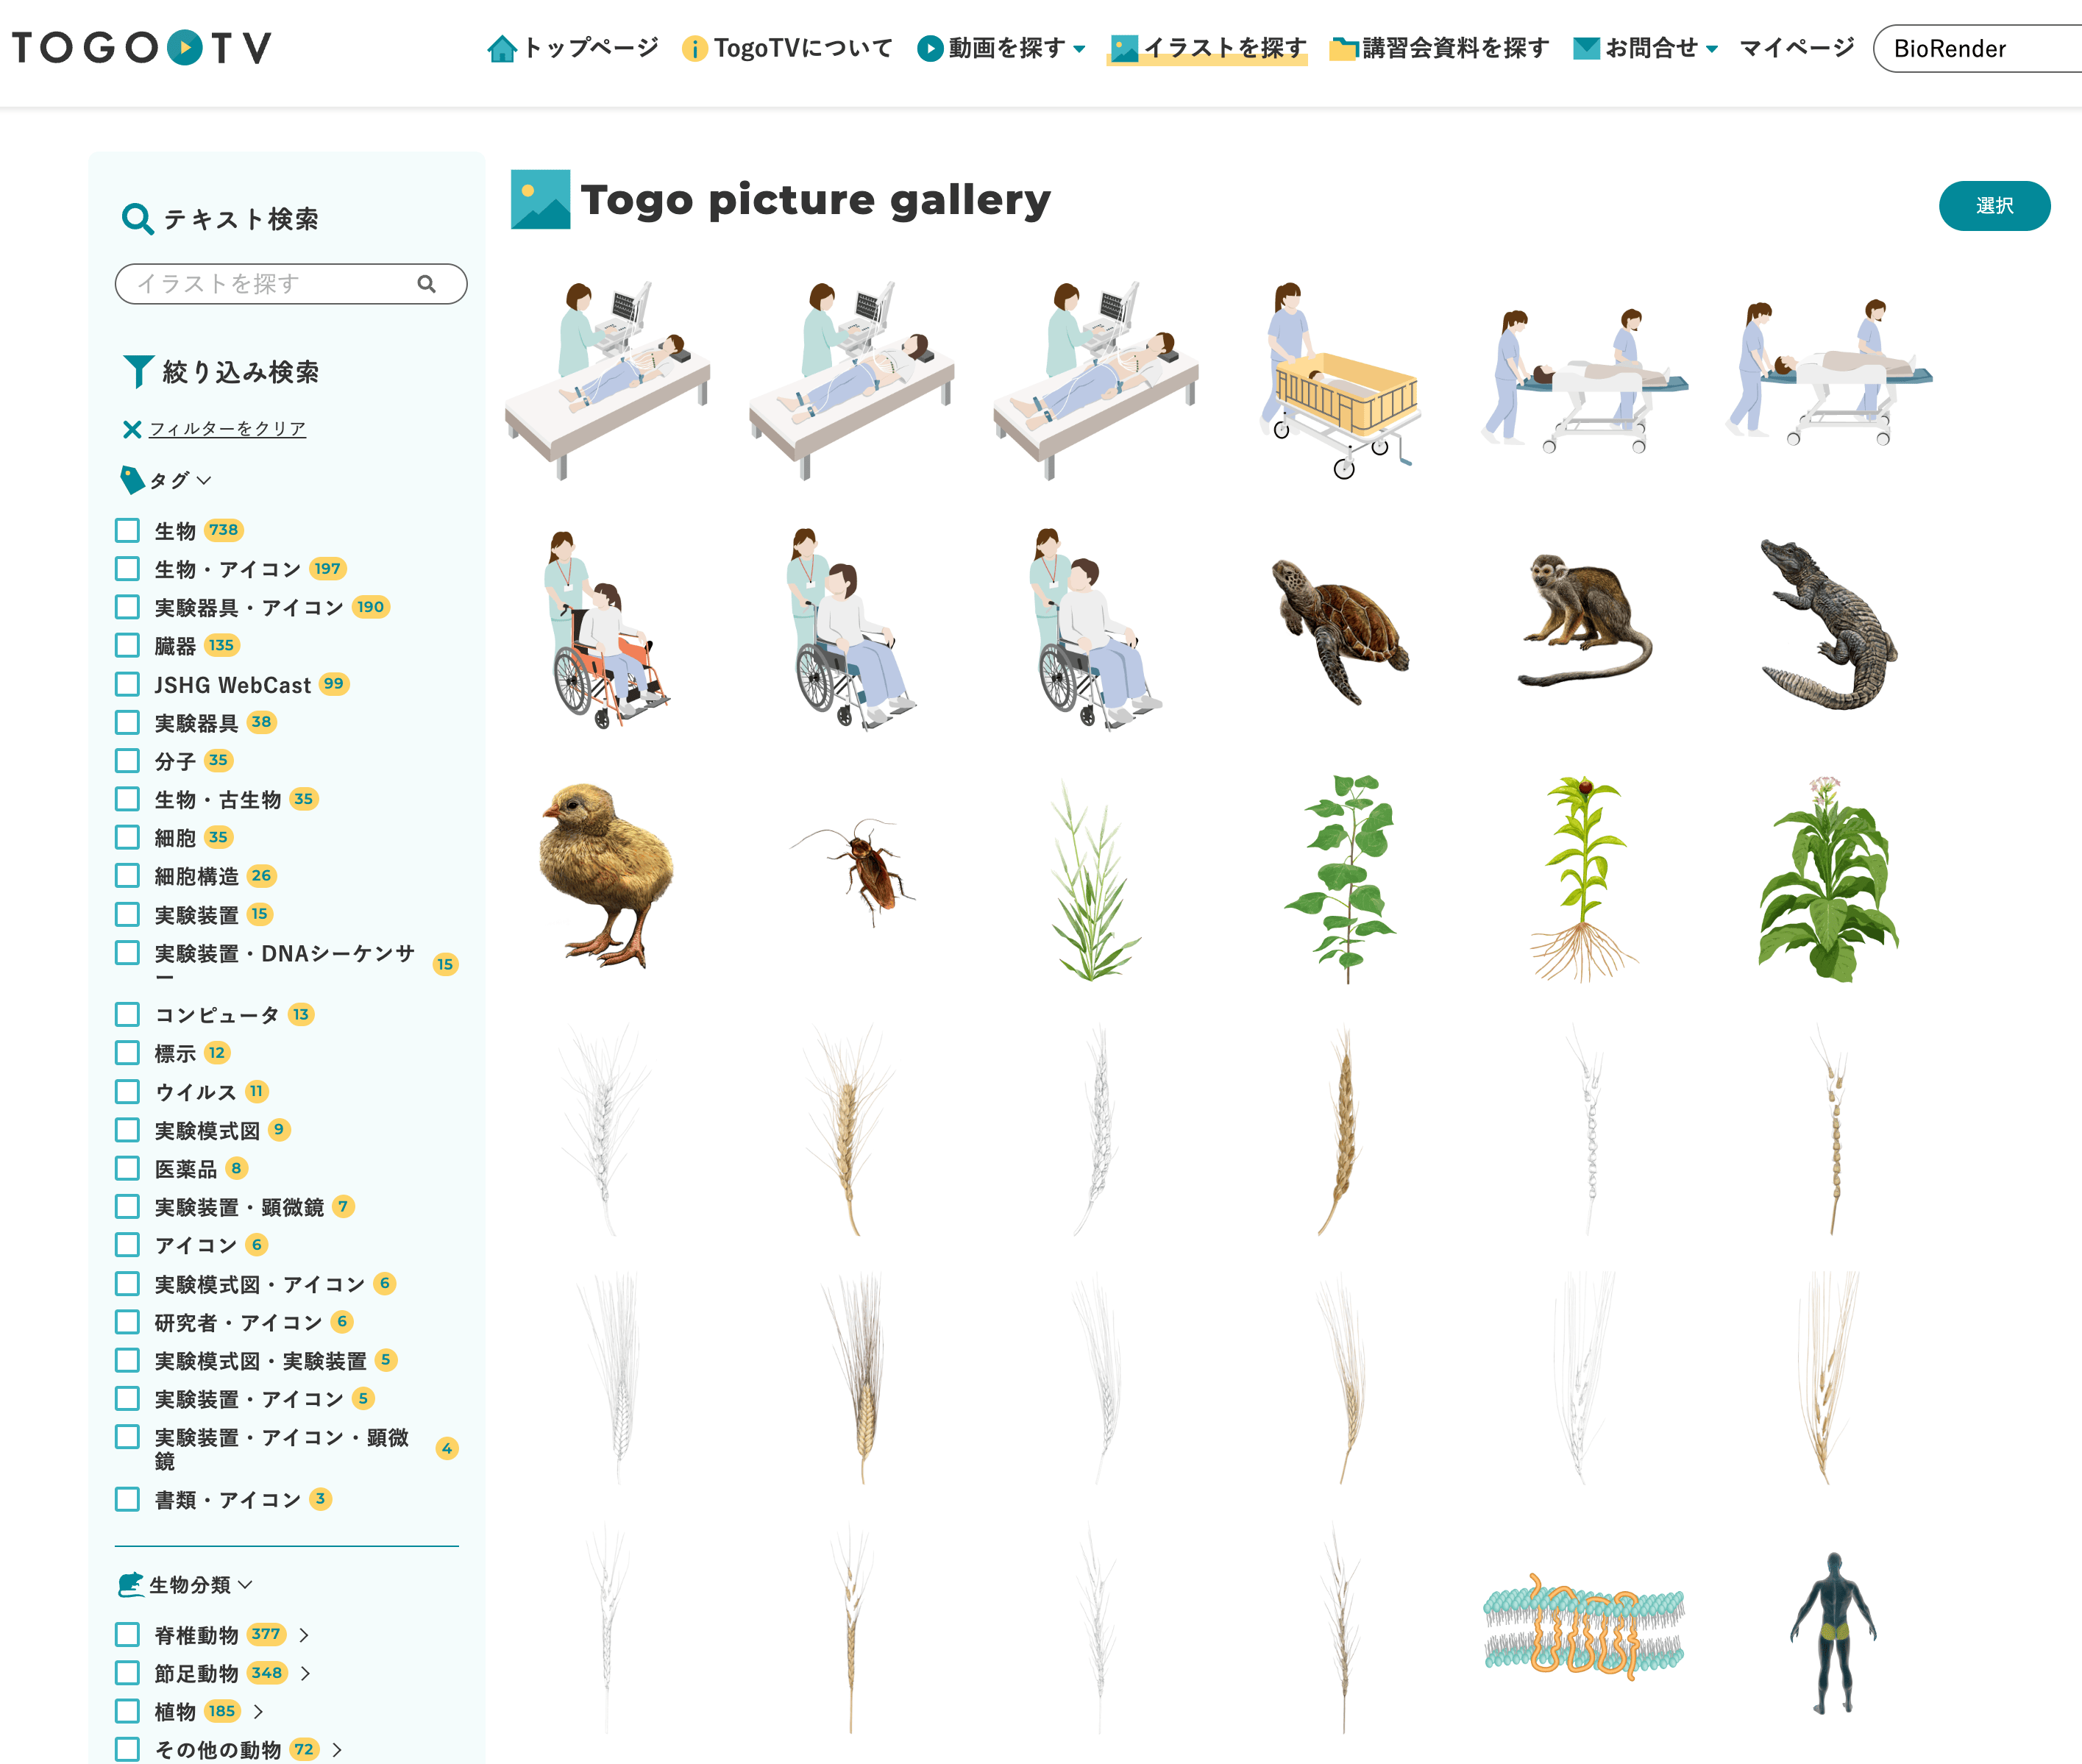 TOGO TV
トップページ
TogoTVについて
動画を探す
イラストを探す
講習会資料を探す
お問合せ
マイページ
BioRender
テキスト検索
イラストを探す
絞り込み検索
フィルターをクリア
タグ
生物 738
生物・アイコン 197
実験器具・アイコン 190
臓器 135
JSHG WebCast 99
実験器具 38
分子 35
生物・古生物 35
細胞 35
細胞構造 26
実験装置 15
実験装置・DNAシーケンサ
ー 15
コンピュータ 13
標示 12
ウイルス 11
実験模式図 9
医薬品 8
実験装置・顕微鏡 7
アイコン 6
実験模式図・アイコン 6
研究者・アイコン 6
実験模式図・実験装置 5
実験装置・アイコン 5
実験装置・アイコン・顕微
鏡 4
書類・アイコン 3
生物分類
脊椎動物 377
節足動物 348
植物 185
その他の動物 72
Togo picture gallery
選択